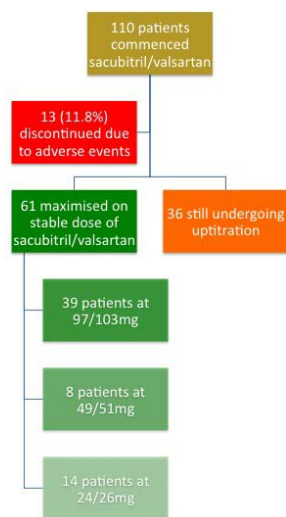 110 patients
commenced
sacubitril/valsartan
13 (11.8%)
discontinued due
to adverse events
61 maximised on
stable dose of
sacubitril/valsartan
36 still undergoing
uptitration
39 patients at
97/103mg
8 patients at
49/51mg
14 patients at
24/26mg